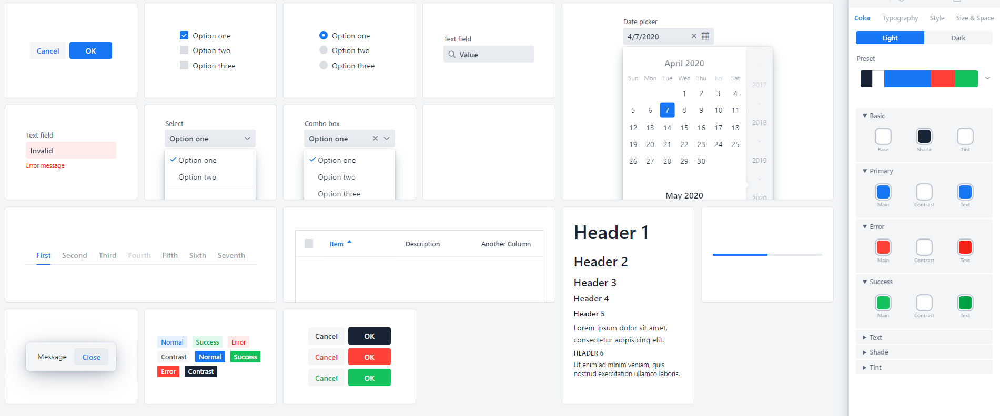 Cancel
OK
Option one
Option two
Option three
Option one
Option two
Option three
Text field
Value
Date picker
4/7/2020
April 2020
Sun Mon Tue Wed Thu Fri Sat
1 2 3 4
5 6 7 8 9 10 11
12 13 14 15 16 17 18
19 20 21 22 23 24 25
26 27 28 29 30
May 2020
2017
2018
2019
2020
Text field
Invalid
Error message
Select
Option one
Option one
Option two
Combo box
Option one
Option one
Option two
Option three
First Second Third Fourth Fifth Sixth Seventh
Item Description Another Column
Header 1
Header 2
Header 3
Header 4
Header 5
Lorem ipsum dolor sit amet,
consectetur adipisicing elit.
HEADER 6
Ut enim ad minim veniam, quis
nostrud exercitation ullamco laboris.
Message
Close
Normal Success Error
Contrast Normal Success
Error Contrast
Cancel OK
Cancel OK
Cancel OK
Color Typography Style Size & Space
Light Dark
Preset
Basic
Base Shade Tint
Primary
Main Contrast Text
Error
Main Contrast Text
Success
Main Contrast Text
Text
Shade
Tint